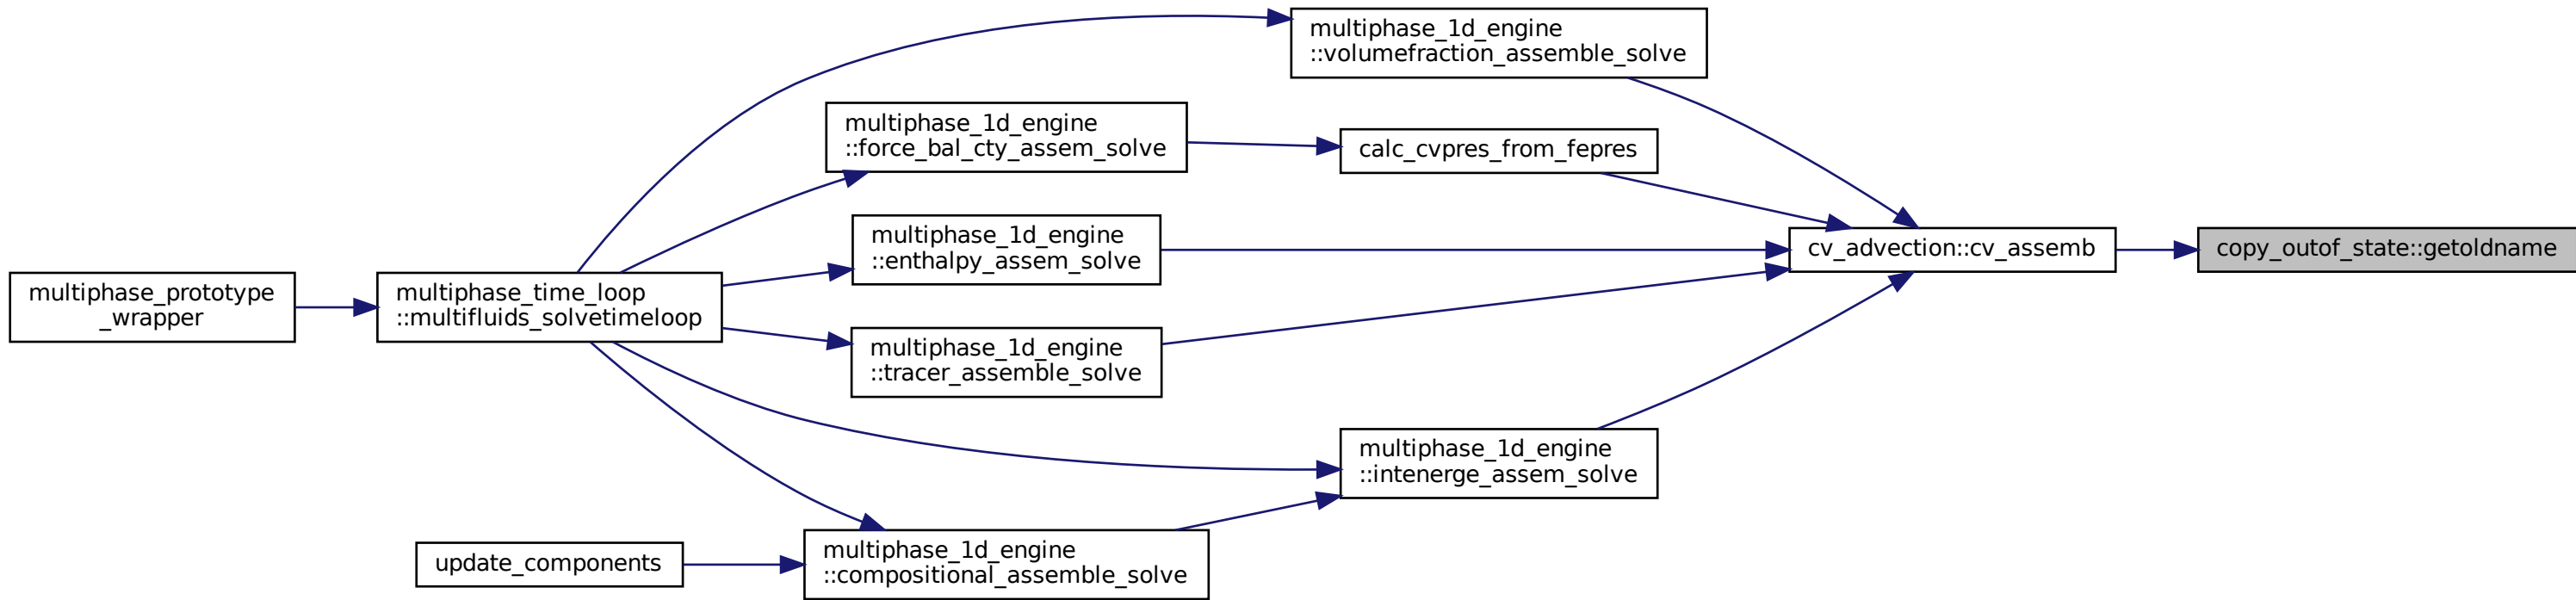 multiphase_1d_engine
::volumefraction_assemble_solve
multiphase_1d_engine
::force_bal_cty_assem_solve
calc_cvpres_from_fepres
multiphase_1d_engine
::enthalpy_assem_solve
cv_advection::cv_assemb
copy_outof_state::getoldname
multiphase_prototype
_wrapper
multiphase_time_loop
::multifluids_solvetimeloop
multiphase_1d_engine
::tracer_assemble_solve
multiphase_1d_engine
::intenerge_assem_solve
update_components
multiphase_1d_engine
::compositional_assemble_solve